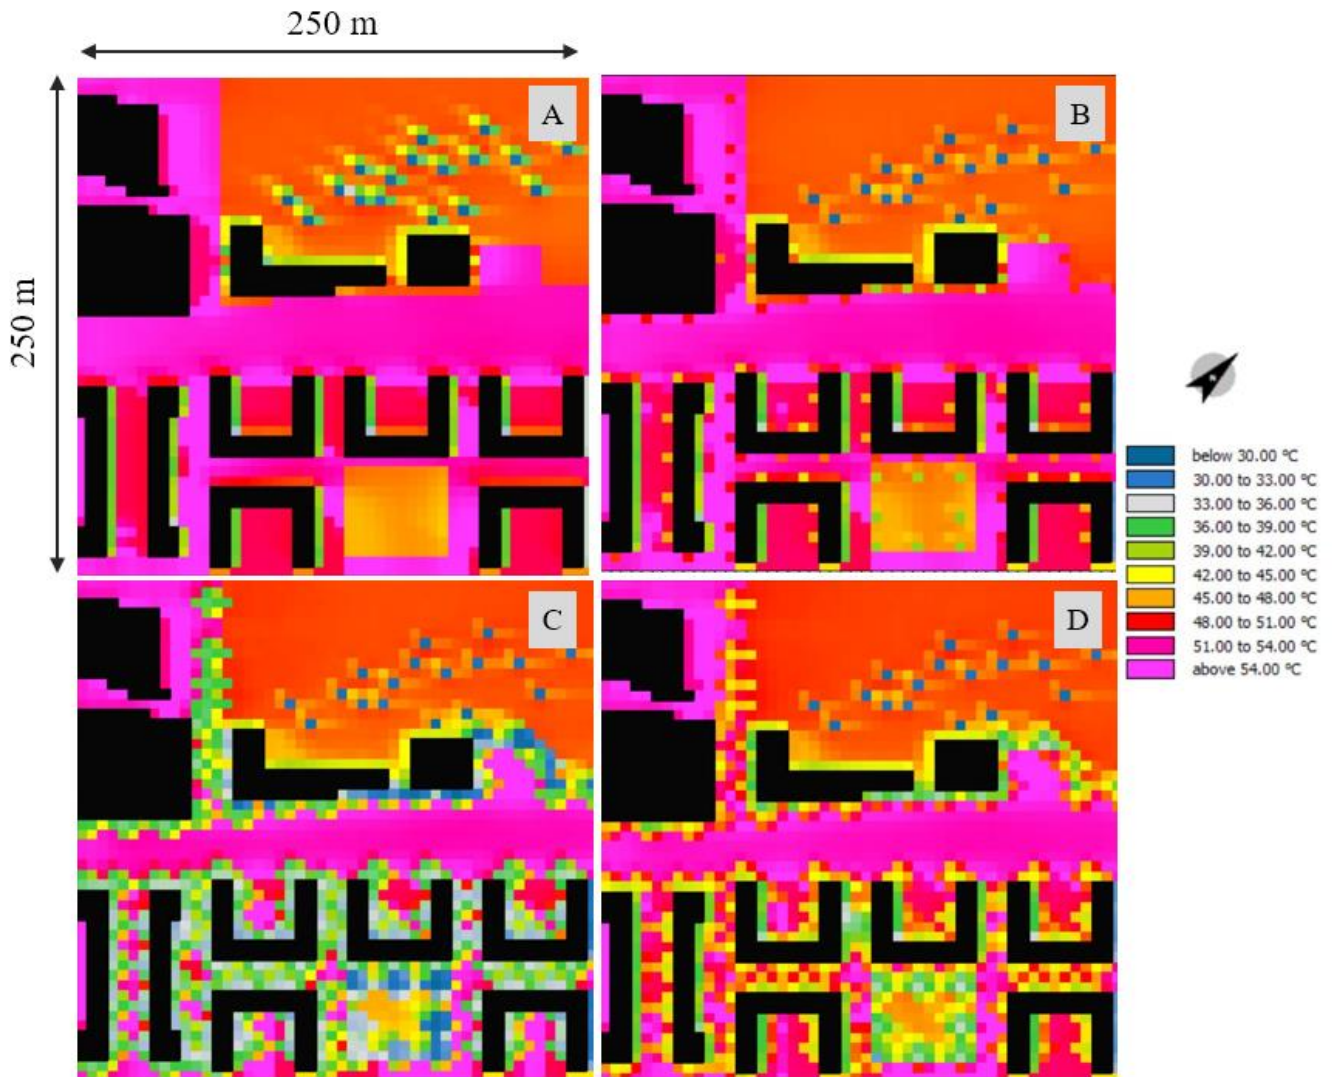 250 m
250 m
A
B
C
D
N
below 30.00 °C
30.00 to 33.00 °C
33.00 to 36.00 °C
36.00 to 39.00 °C
39.00 to 42.00 °C
42.00 to 45.00 °C
45.00 to 48.00 °C
48.00 to 51.00 °C
51.00 to 54.00 °C
above 54.00 °C